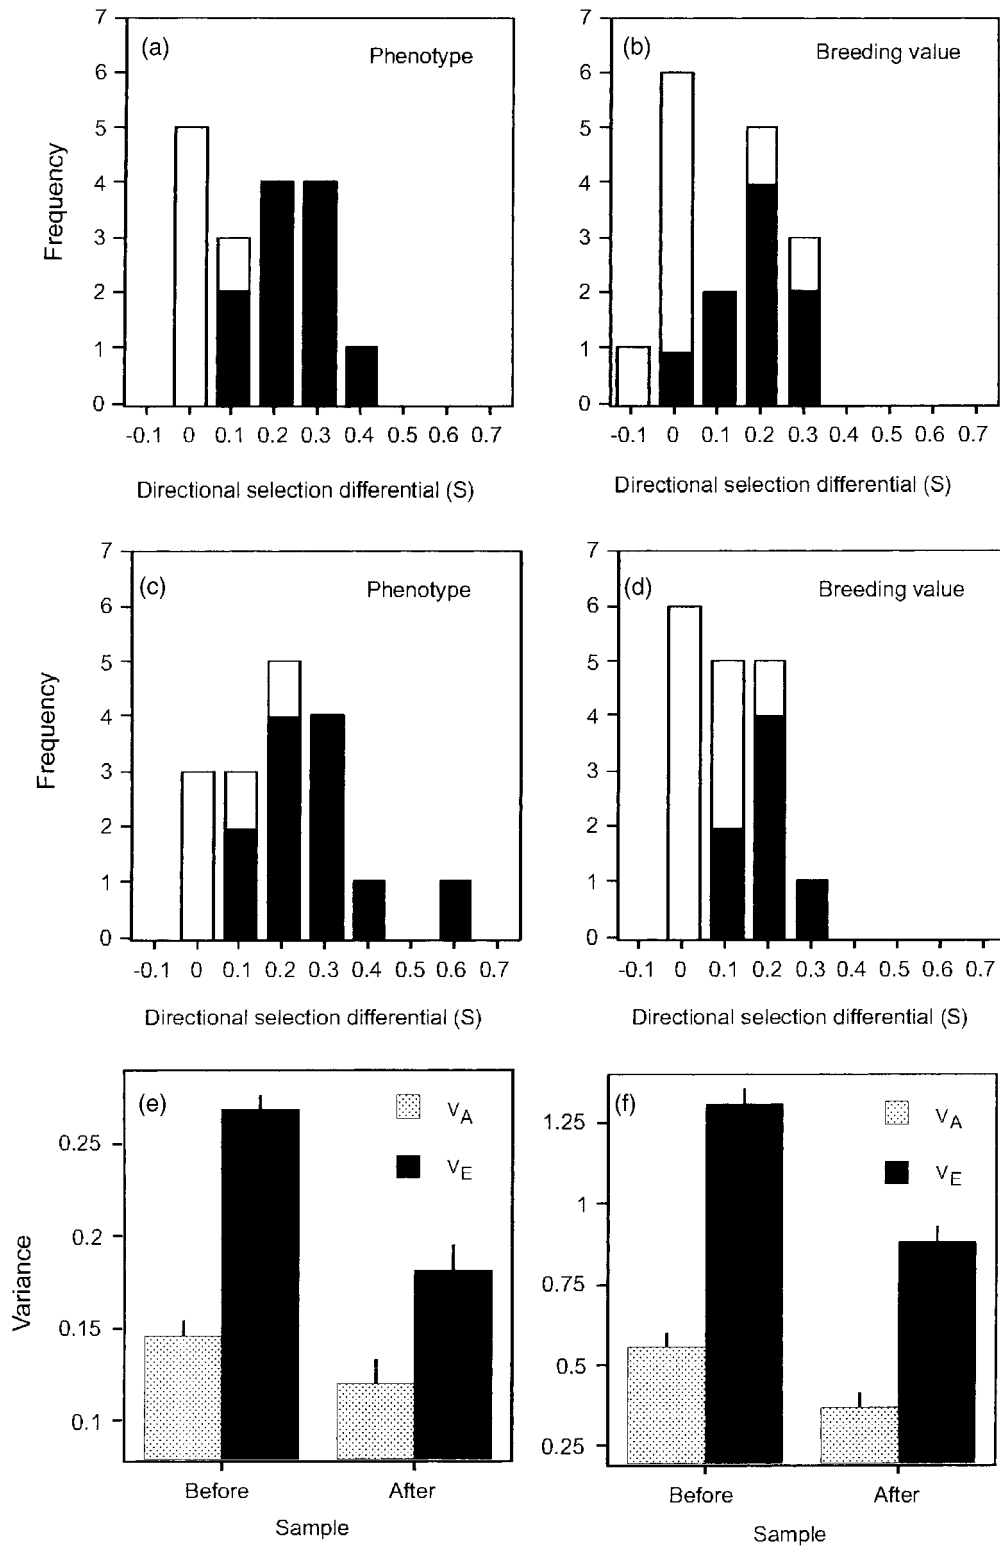 (a) Phenotype
7
6
5
4
3
2
1
0
Frequency
-0.1 0 0.1 0.2 0.3 0.4 0.5 0.6 0.7
Directional selection differential (S)
(b) Breeding value
7
6
5
4
3
2
1
0
-0.1 0 0.1 0.2 0.3 0.4 0.5 0.6 0.7
Directional selection differential (S)
(c) Phenotype
7
6
5
4
3
2
1
0
Frequency
-0.1 0 0.1 0.2 0.3 0.4 0.5 0.6 0.7
Directional selection differential (S)
(d) Breeding value
7
6
5
4
3
2
1
0
-0.1 0 0.1 0.2 0.3 0.4 0.5 0.6 0.7
Directional selection differential (S)
(e) VA
VE
0.25
0.2
0.15
0.1
Variance
Before After
Sample
(f) VA
VE
1.25
1
0.75
0.5
0.25
Before After
Sample